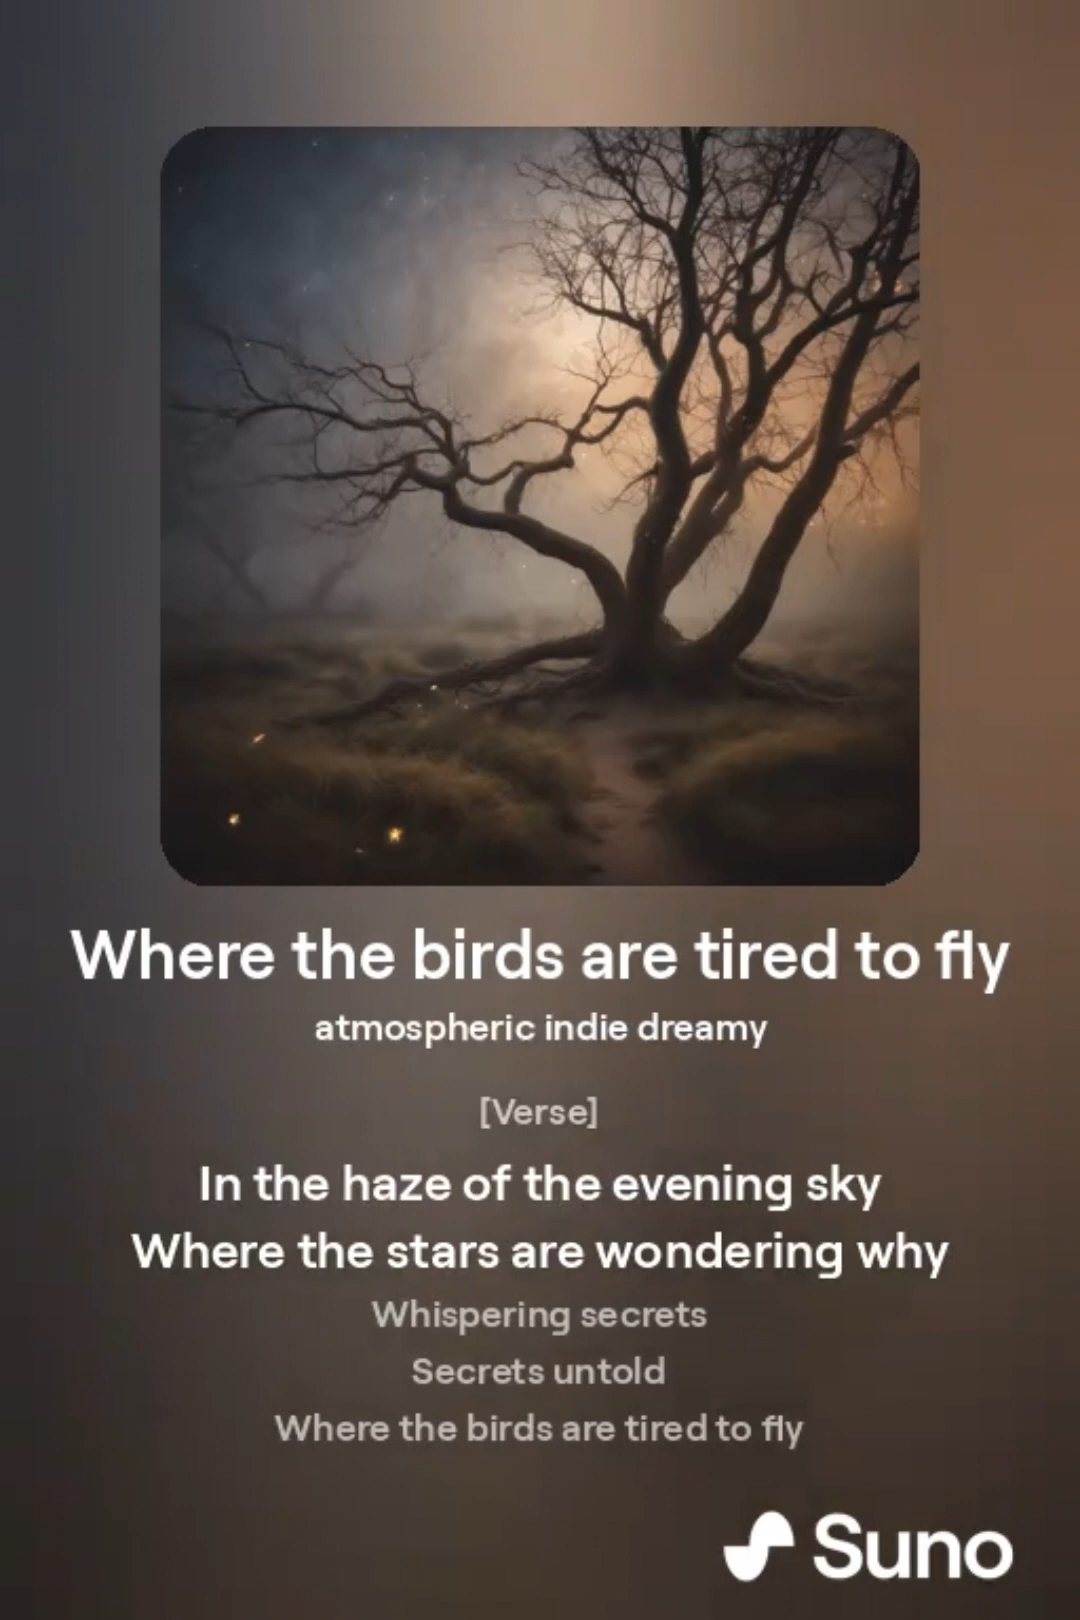 Where the birds are tired to fly
atmospheric indie dreamy
[Verse]
In the haze of the evening sky
Where the stars are wondering why
Whispering secrets
Secrets untold
Where the birds are tired to fly
Suno